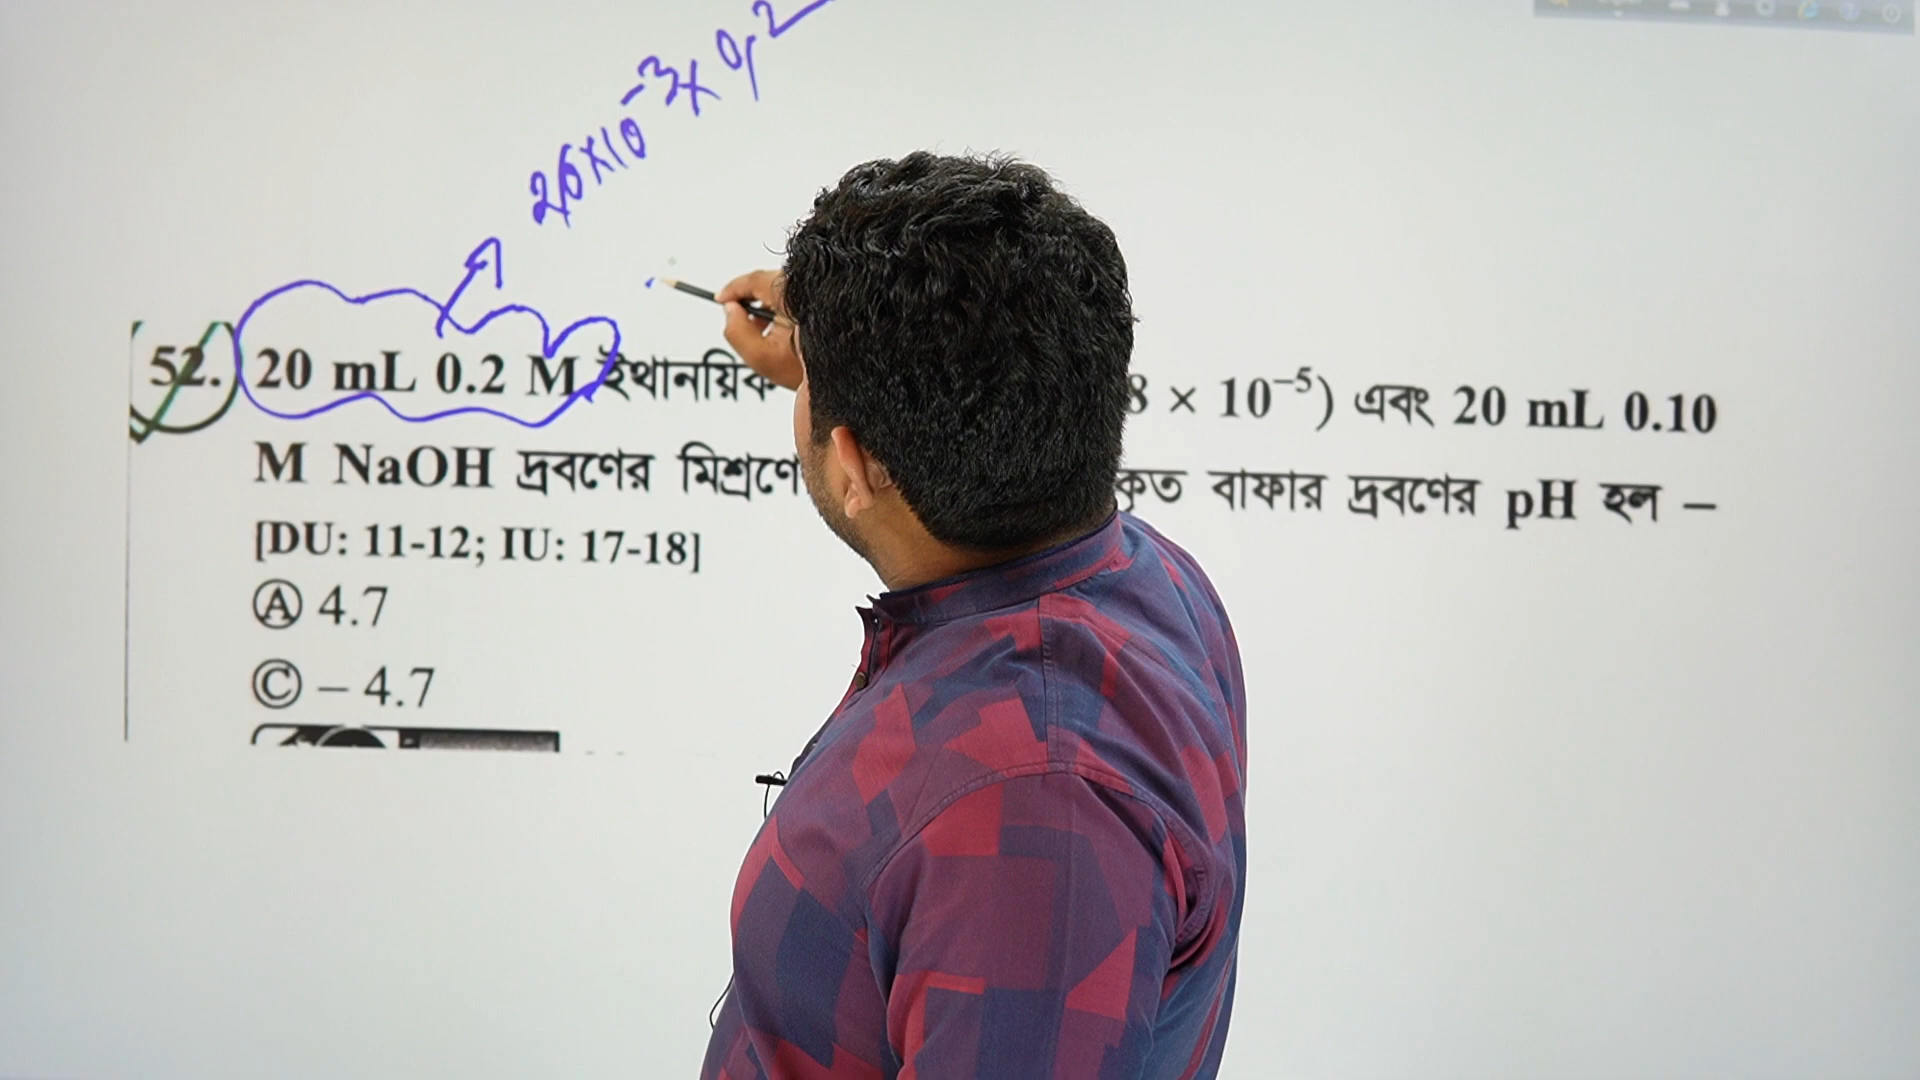 20×10⁻³× 0.2
52. 20 mL 0.2 M ইথানয়িক 8 × 10⁻⁵) এবং 20 mL 0.10
M NaOH দ্রবণের মিশ্রণে কৃত বাফার দ্রবণের pH হল –
[DU: 11-12; IU: 17-18]
Ⓐ 4.7
Ⓒ – 4.7